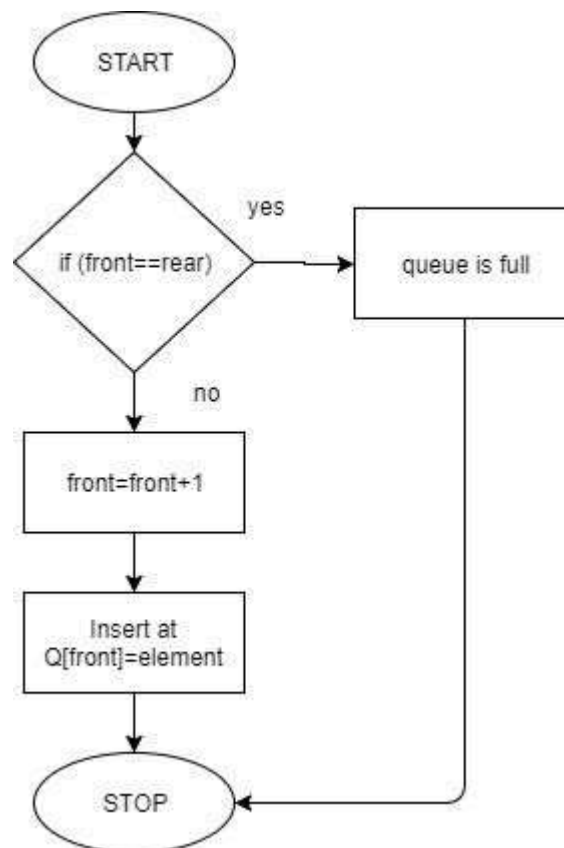 START
yes
if (front==rear)
queue is full
no
front=front+1
Insert at
Q[front]=element
STOP